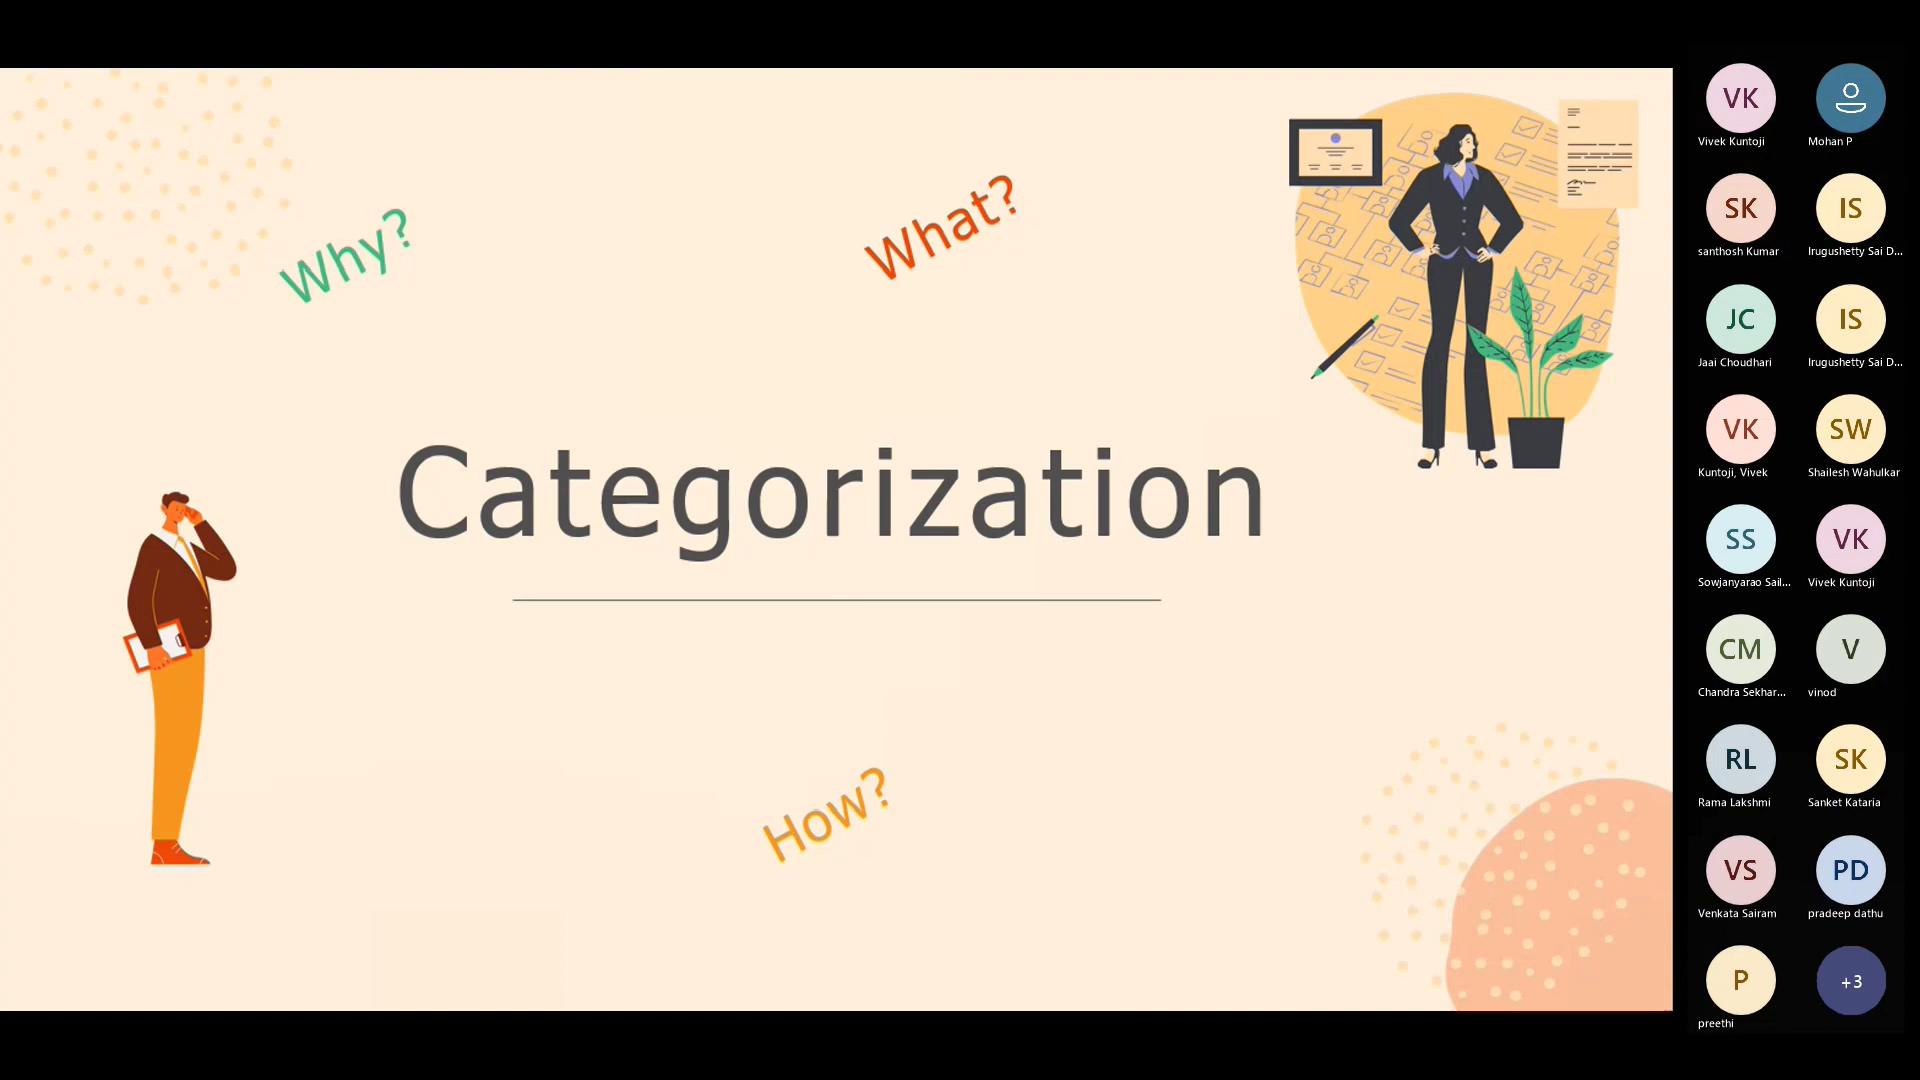 Why?
What?
Categorization
How?
VK
Vivek Kuntoji
Mohan P
SK
santhosh Kumar
IS
Irugushetty Sai D...
JC
Jaai Choudhari
IS
Irugushetty Sai D...
VK
Kuntoji, Vivek
SW
Shailesh Wahulkar
SS
Sowjanyarao Sail...
VK
Vivek Kuntoji
CM
Chandra Sekhar...
V
vinod
RL
Rama Lakshmi
SK
Sanket Kataria
VS
Venkata Sairam
PD
pradeep dathu
P
preethi
+3